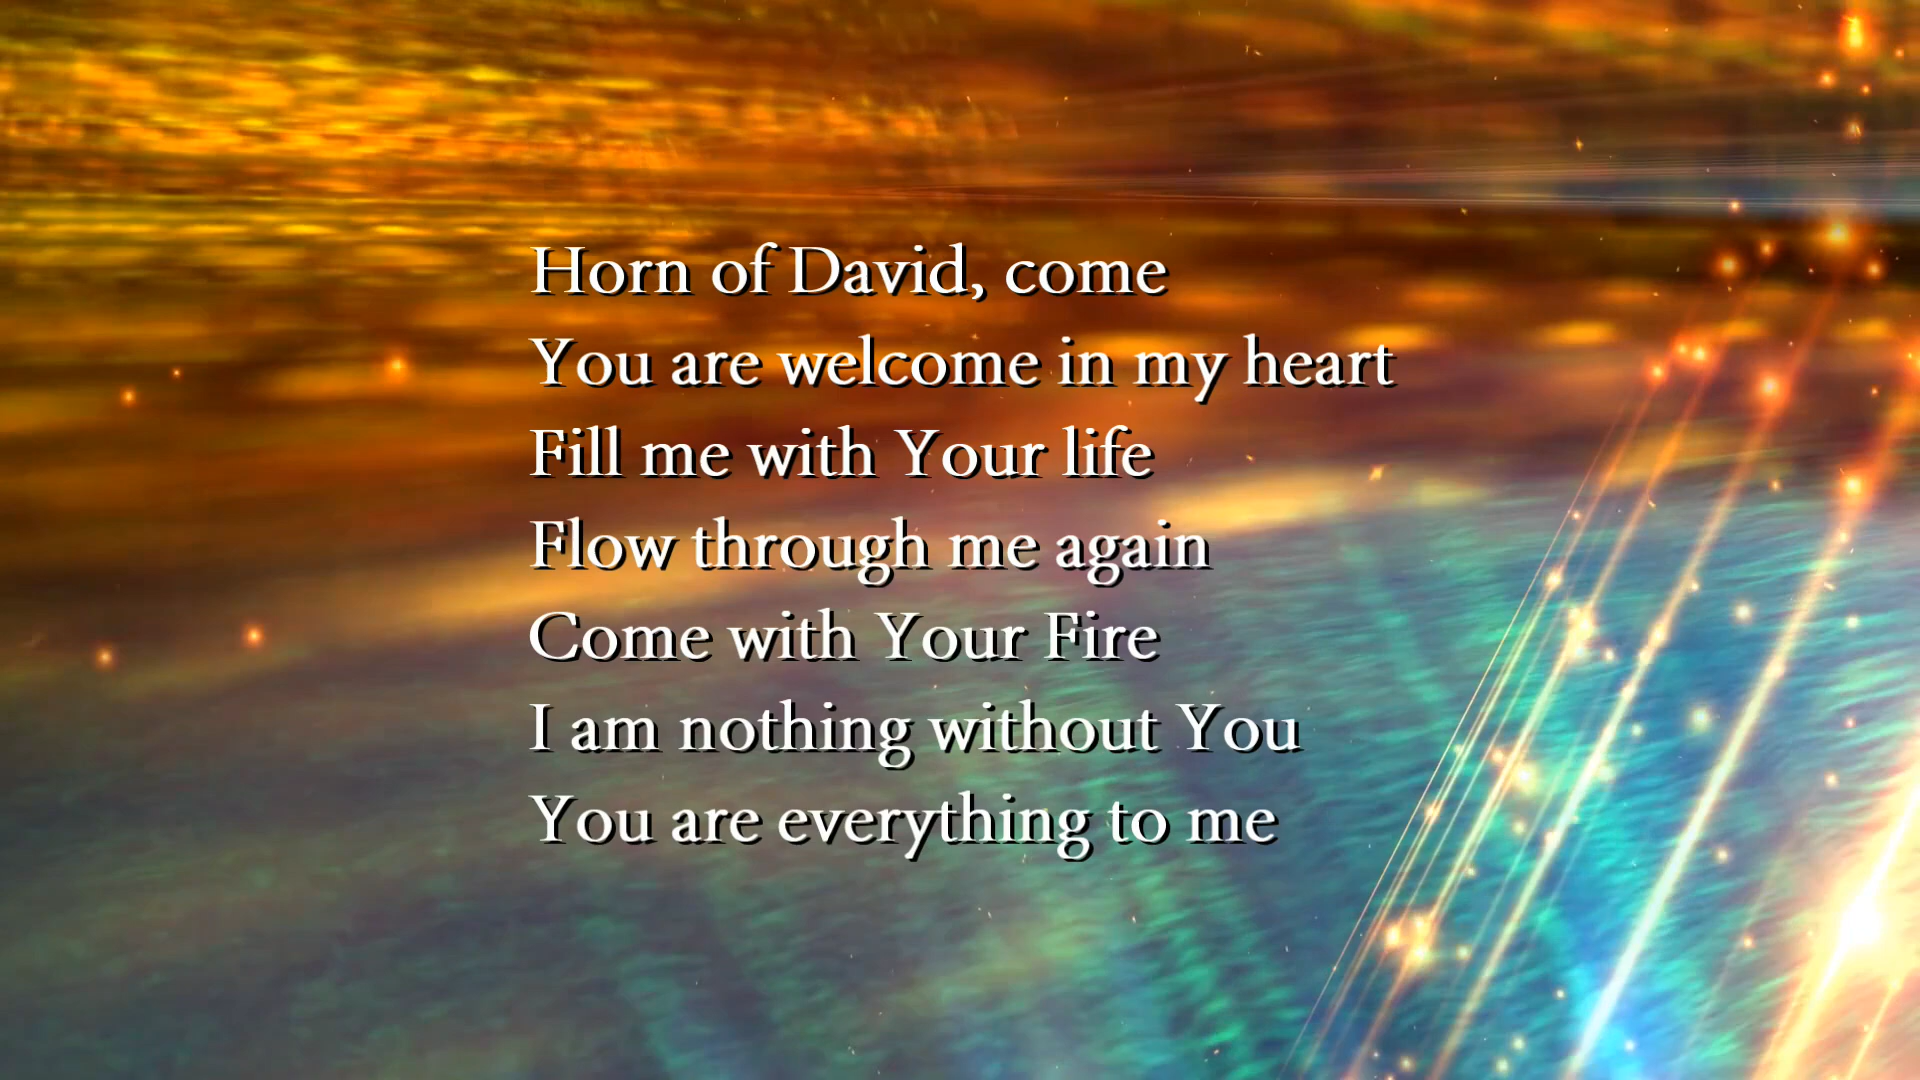 Horn of David, come
You are welcome in my heart
Fill me with Your life
Flow through me again
Come with Your Fire
I am nothing without You
You are everything to me